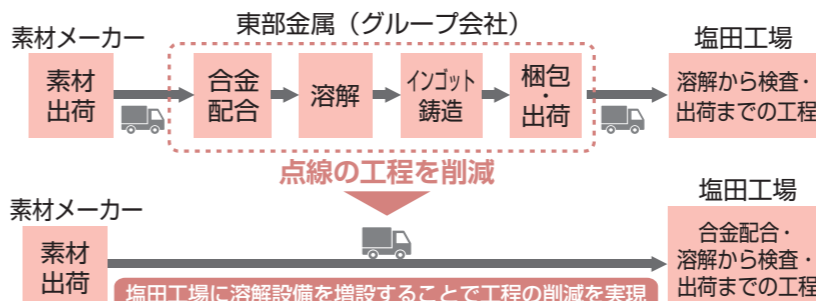 東部金属（グループ会社）
素材メーカー
塩田工場
素材
出荷
合金
配合
溶解
インゴット
鋳造
梱包
・
出荷
溶解から検査・
出荷までの工程
点線の工程を削減
塩田工場
素材メーカー
素材
出荷
合金配合・
溶解から検査・
出荷までの工程
塩田工場に溶解設備を増設することで工程の削減を実現